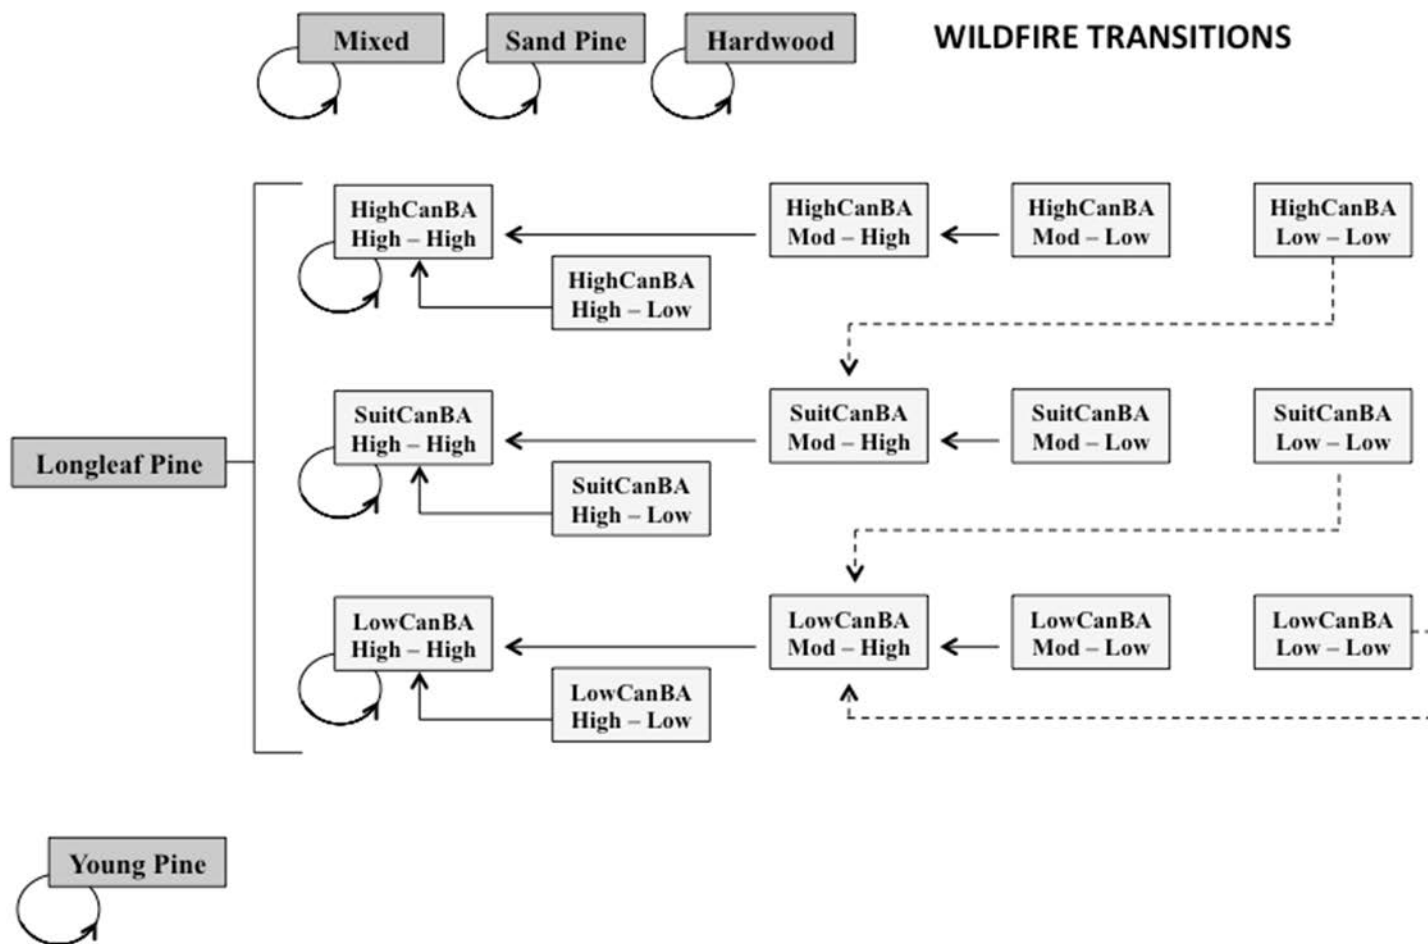 Mixed
Sand Pine
Hardwood
WILDFIRE TRANSITIONS
HighCanBA
High – High
HighCanBA
Mod – High
HighCanBA
Mod – Low
HighCanBA
Low – Low
HighCanBA
High – Low
SuitCanBA
High – High
SuitCanBA
Mod – High
SuitCanBA
Mod – Low
SuitCanBA
Low – Low
Longleaf Pine
SuitCanBA
High – Low
LowCanBA
High – High
LowCanBA
Mod – High
LowCanBA
Mod – Low
LowCanBA
Low – Low
LowCanBA
High – Low
Young Pine